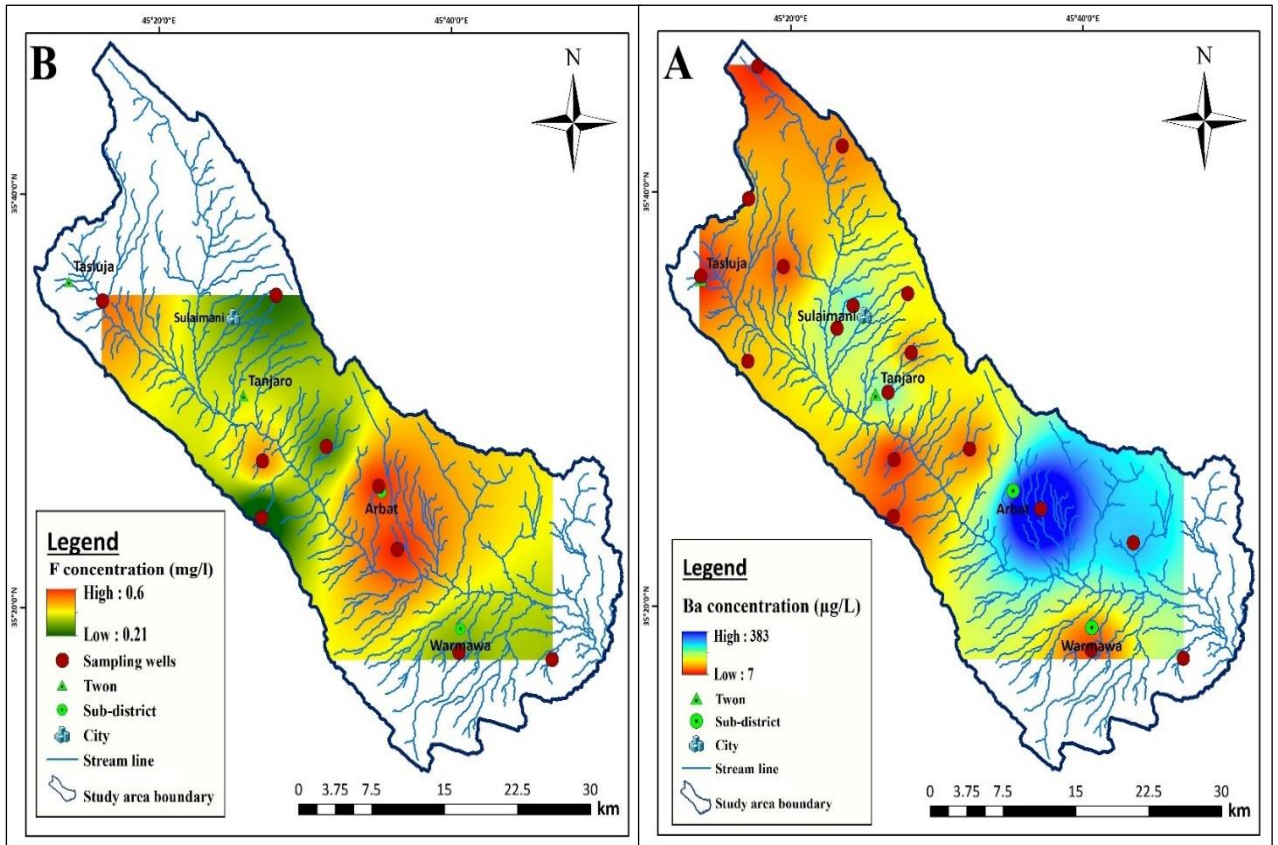 45°20'0"E
45°40'0"E
B
N
35°40'0"N
Tasluja
Sulaimani
Tanjaro
Arbat
35°20'0"N
Warmawa
Legend
F concentration (mg/l)
High : 0.6
Low : 0.21
Sampling wells
Twon
Sub-district
City
Stream line
Study area boundary
0 3.75 7.5 15 22.5 30
km
45°20'0"E
45°40'0"E
A
N
35°40'0"N
Tasluja
Sulaimani
Tanjaro
Arbat
35°20'0"N
Warmawa
Legend
Ba concentration (µg/L)
High : 383
Low : 7
Sampling wells
Twon
Sub-district
City
Stream line
Study area boundary
0 3.75 7.5 15 22.5 30
km